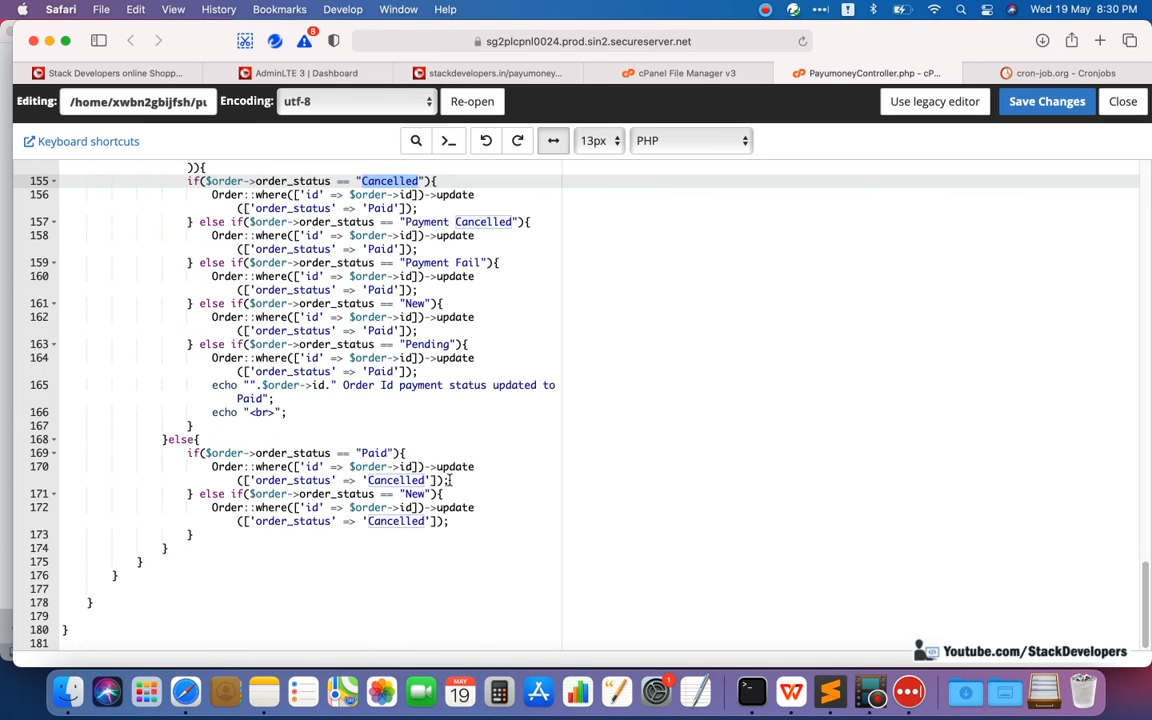 Safari File Edit View History Bookmarks Develop Window Help Wed 19 May 8:30 PM
8 sg2plcpnl0024.prod.sin2.secureserver.net
Stack Developers online Shopp... AdminLTE 3 | Dashboard stackdevelopers.in/payumoney... cPanel File Manager v3 PayumoneyController.php - cP... cron-job.org - Cronjobs
Editing: /home/xwbn2gbijfsh/pu Encoding: utf-8 Re-open Use legacy editor Save Changes Close
Keyboard shortcuts 13px PHP
)){
155 if($order->order_status == "Cancelled"){
156 Order::where(['id' => $order->id])->update
(['order_status' => 'Paid']);
157 } else if($order->order_status == "Payment Cancelled"){
158 Order::where(['id' => $order->id])->update
(['order_status' => 'Paid']);
159 } else if($order->order_status == "Payment Fail"){
160 Order::where(['id' => $order->id])->update
(['order_status' => 'Paid']);
161 } else if($order->order_status == "New"){
162 Order::where(['id' => $order->id])->update
(['order_status' => 'Paid']);
163 } else if($order->order_status == "Pending"){
164 Order::where(['id' => $order->id])->update
(['order_status' => 'Paid']);
165 echo "".$order->id." Order Id payment status updated to
Paid";
166 echo "<br>";
167 }
168 }else{
169 if($order->order_status == "Paid"){
170 Order::where(['id' => $order->id])->update
(['order_status' => 'Cancelled']);
171 } else if($order->order_status == "New"){
172 Order::where(['id' => $order->id])->update
(['order_status' => 'Cancelled']);
173 }
174 }
175 }
176 }
177
178 }
179
180 }
181
Youtube.com/StackDevelopers
MAY
19
1